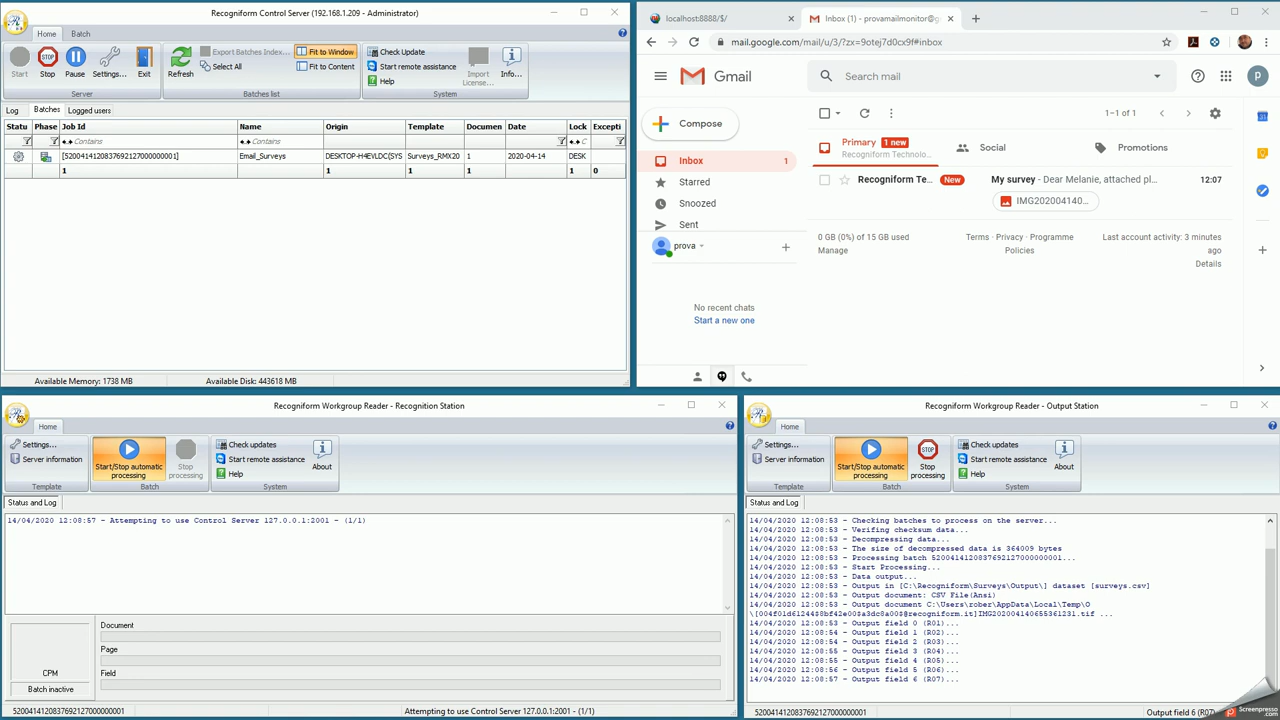 Recogniform Control Server (192.168.1.209 - Administrator)
Home
Batch
Start
Stop
Pause
Settings...
Exit
Server
Refresh
Export Batches Index...
Select All
Fit to Window
Fit to Content
Batches list
Check Update
Start remote assistance
Help
Import License...
Info...
System
Log
Batches
Logged users
Statu
Phase
Job Id
Name
Origin
Template
Documen
Date
Lock
Excepti
Contains
Contains
C
[5200414120837692127000000001]
Email_Surveys
DESKTOP-H4EVLDC(SYS
Surveys_RMX20
1
2020-04-14
DESK
1
1
1
1
1
1
0
Available Memory: 1738 MB
Available Disk: 443618 MB
localhost:8888/$/
Inbox (1) - provamailmonitor@g
mail.google.com/mail/u/3/?zx=9otej7d0cx9f#inbox
Gmail
Search mail
p
Compose
1–1 of 1
Primary
1 new
Recogniform Technolo...
Social
Promotions
Inbox
1
Starred
Snoozed
Sent
Recogniform Te...
New
My survey - Dear Melanie, attached pl...
12:07
IMG202004140...
prova
0 GB (0%) of 15 GB used
Manage
Terms · Privacy · Programme Policies
Last account activity: 3 minutes ago
Details
No recent chats
Start a new one
Recogniform Workgroup Reader - Recognition Station
Home
Settings...
Server information
Template
Start/Stop automatic processing
Stop processing
Batch
Check updates
Start remote assistance
Help
About
System
Status and Log
14/04/2020 12:08:57 - Attempting to use Control Server 127.0.0.1:2001 - (1/1)
Document
Page
Field
CPM
Batch inactive
5200414120837692127000000001
Attempting to use Control Server 127.0.0.1:2001 - (1/1)
Recogniform Workgroup Reader - Output Station
Home
Settings...
Server information
Template
Start/Stop automatic processing
Stop processing
Batch
Check updates
Start remote assistance
Help
About
System
Status and Log
14/04/2020 12:08:53 - Checking batches to process on the server...
14/04/2020 12:08:53 - Verifing checksum data...
14/04/2020 12:08:53 - Decompressing data...
14/04/2020 12:08:53 - The size of decompressed data is 364009 bytes
14/04/2020 12:08:53 - Processing batch 5200414120837692127000000001...
14/04/2020 12:08:53 - Start Processing...
14/04/2020 12:08:53 - Data output...
14/04/2020 12:08:53 - Output in [C:\Recogniform\Surveys\Output\] dataset [surveys.csv]
14/04/2020 12:08:53 - Output document: CSV File(Ansi)
14/04/2020 12:08:53 - Output document C:\Users\rober\AppData\Local\Temp\O
\[004f01d6124$8bf42e00$a3dc8a00$@recogniform.it]IMG20200414065536l231.tif ...
14/04/2020 12:08:53 - Output field 0 (R01)...
14/04/2020 12:08:54 - Output field 1 (R02)...
14/04/2020 12:08:54 - Output field 2 (R03)...
14/04/2020 12:08:55 - Output field 3 (R04)...
14/04/2020 12:08:55 - Output field 4 (R05)...
14/04/2020 12:08:56 - Output field 5 (R06)...
14/04/2020 12:08:57 - Output field 6 (R07)...
5200414120837692127000000001
Output field 6 (R07)
Screenpresso